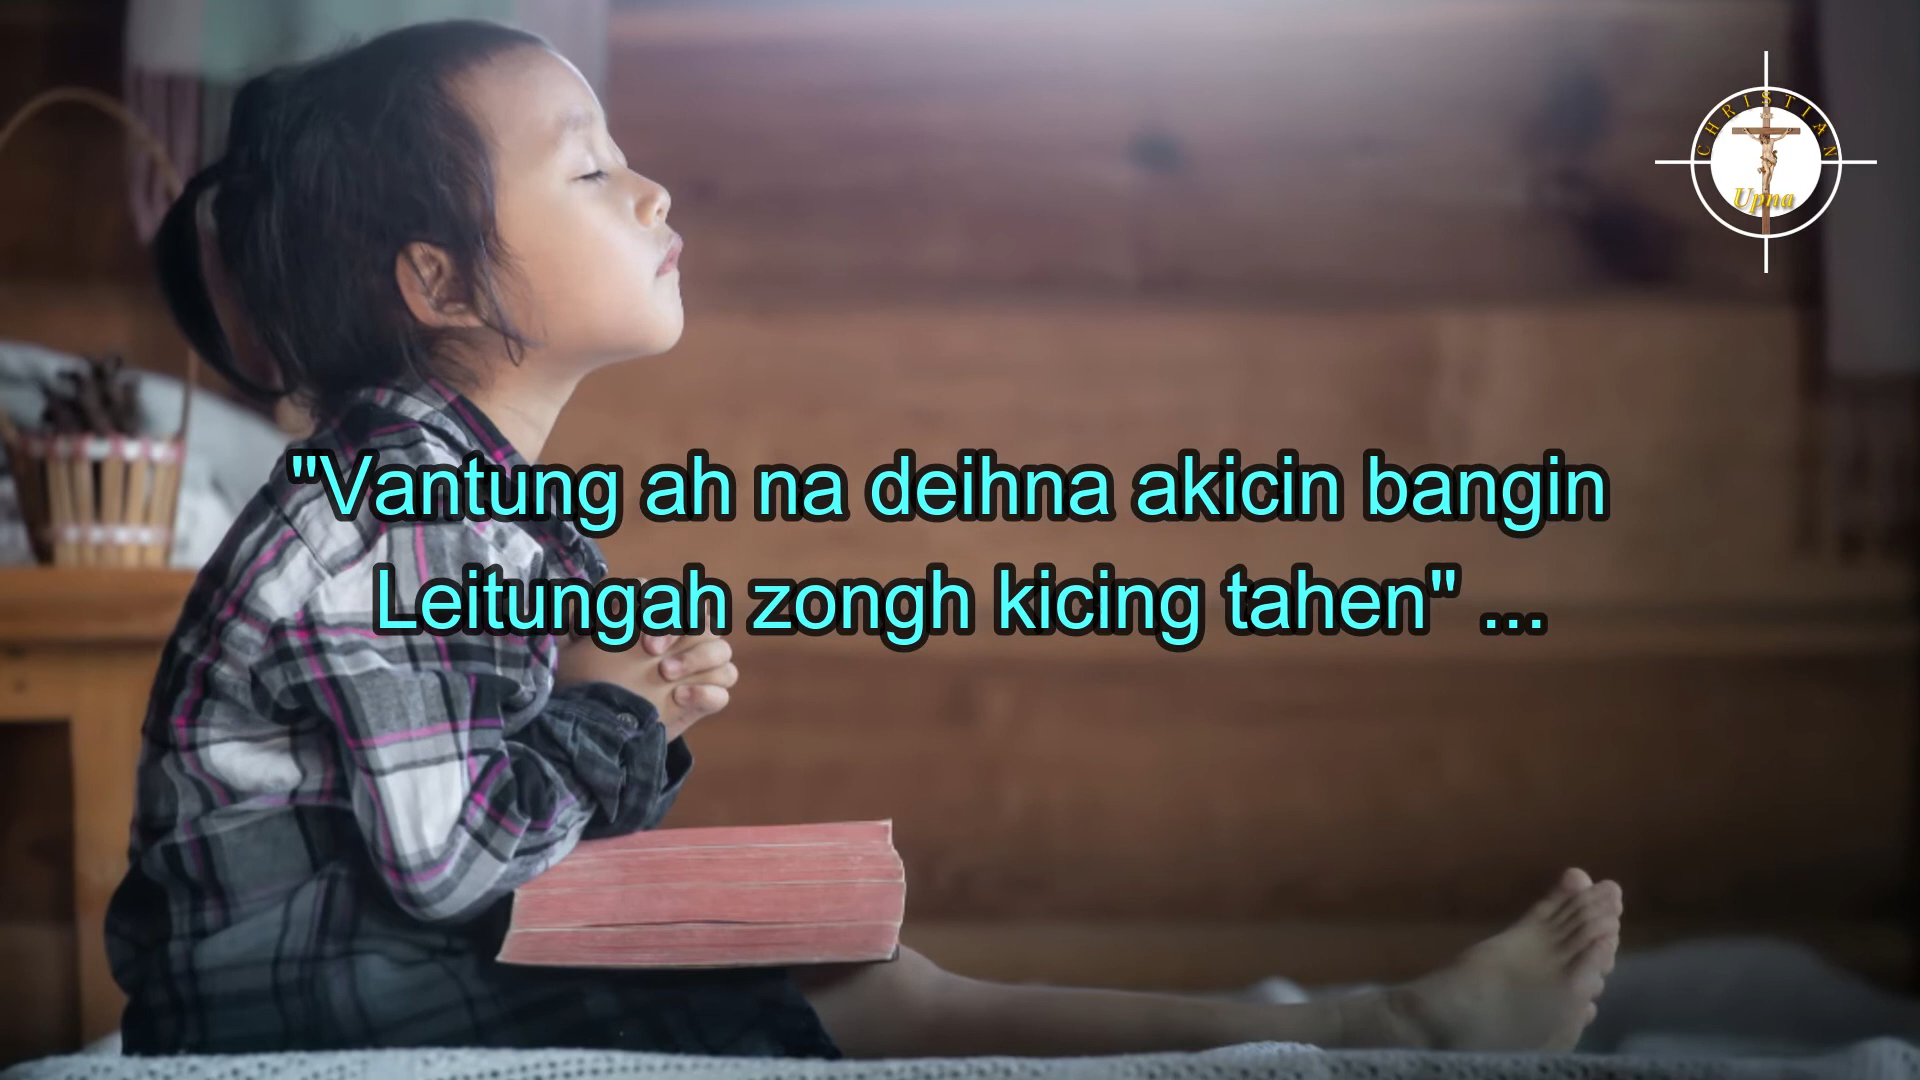 CHRISTIAN
Upna
"Vantung ah na deihna akicin bangin
Leitungah zongh kicing tahen" ...